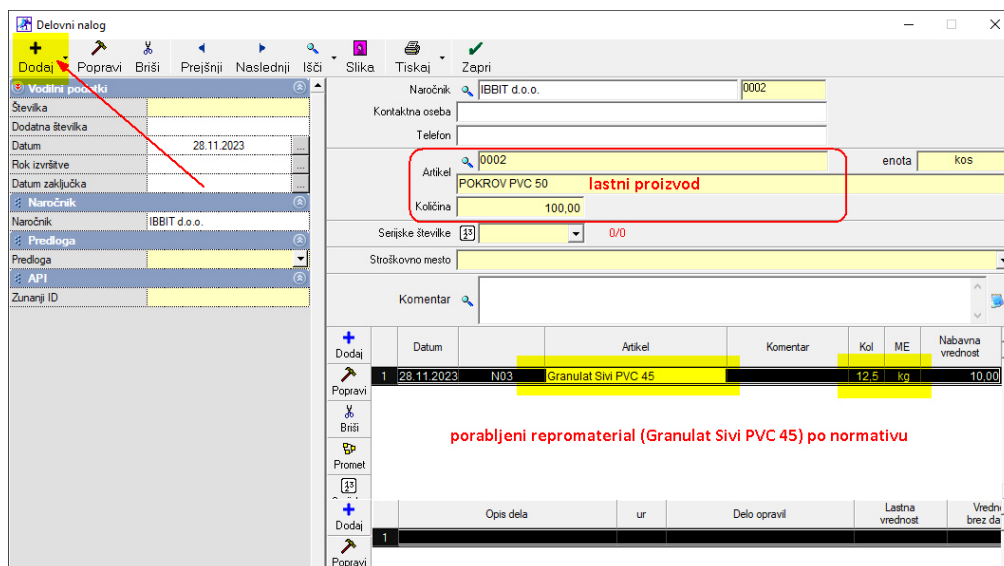 Delovni nalog
Dodaj Popravi Briši Prejšnji Naslednji Išči Slika Tiskaj Zapri
Vodilni podatki
Številka
Dodatna številka
Datum 28.11.2023 ...
Rok izvršitve ...
Datum zaključka ...
Naročnik
Naročnik IBBIT d.o.o.
Predloga
Predloga
API
Zunanji ID
Naročnik IBBIT d.o.o. 0002
Kontaktna oseba
Telefon
Artikel 0002 enota kos
POKROV PVC 50 lastni proizvod
Količina 100,00
Serijske številke 0/0
Stroškovno mesto
Komentar
Dodaj Datum Artikel Komentar Kol ME Nabavna vrednost
1 28.11.2023 N03 Granulat Sivi PVC 45 12,5 kg 10,00
Popravi
Briši
porabljeni repromaterial (Granulat Sivi PVC 45) po normativu
Promet
Dodaj Opis dela ur Delo opravil Lastna vrednost Vredn brez da
1
Popravi